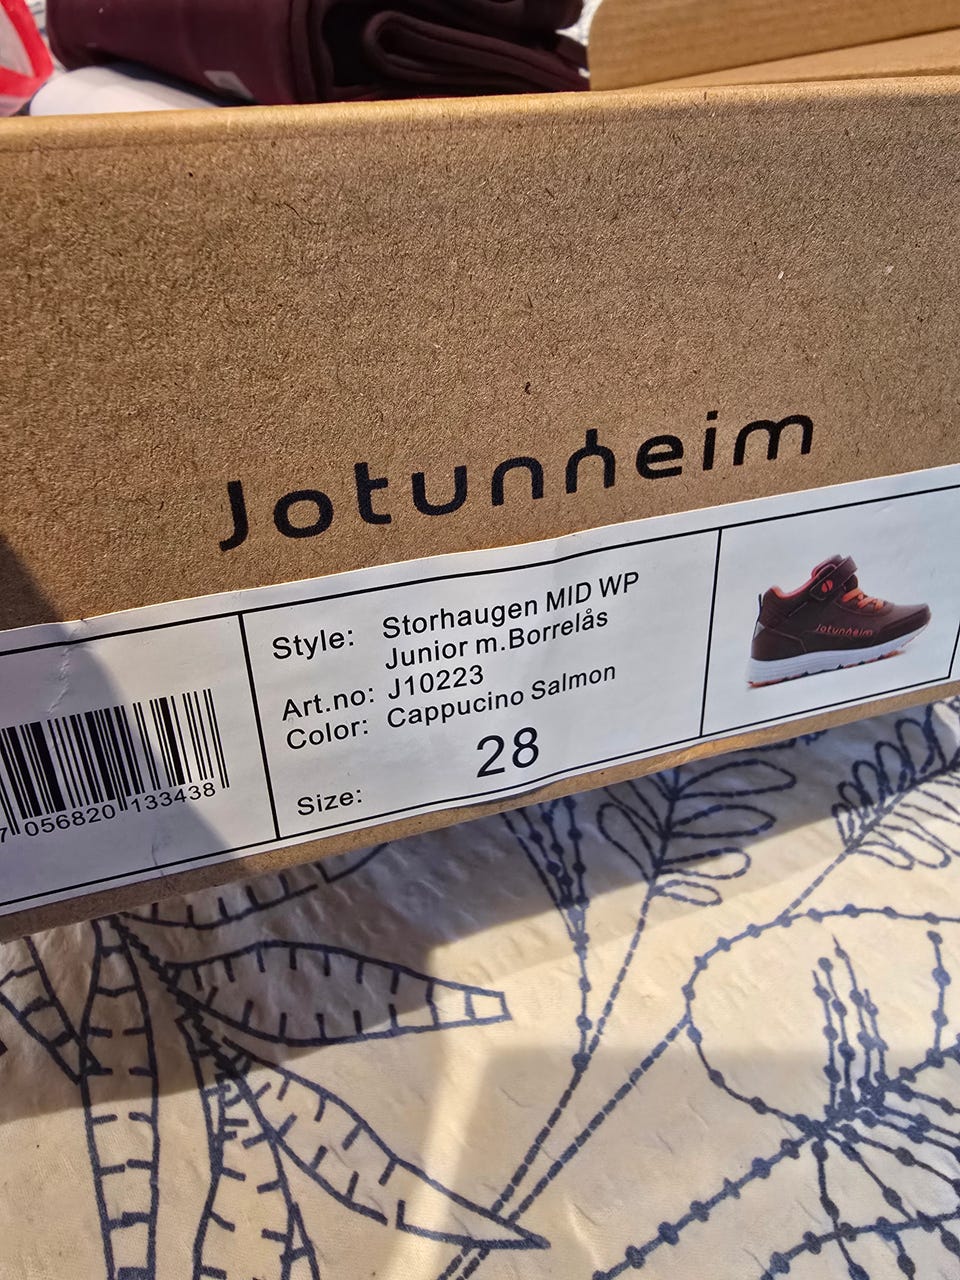 Jotunheim
Style: Storhaugen MID WP
Junior m.Borrelås
Art.no: J10223
Color: Cappucino Salmon
Size: 28
7 056820 133438
Jotunheim